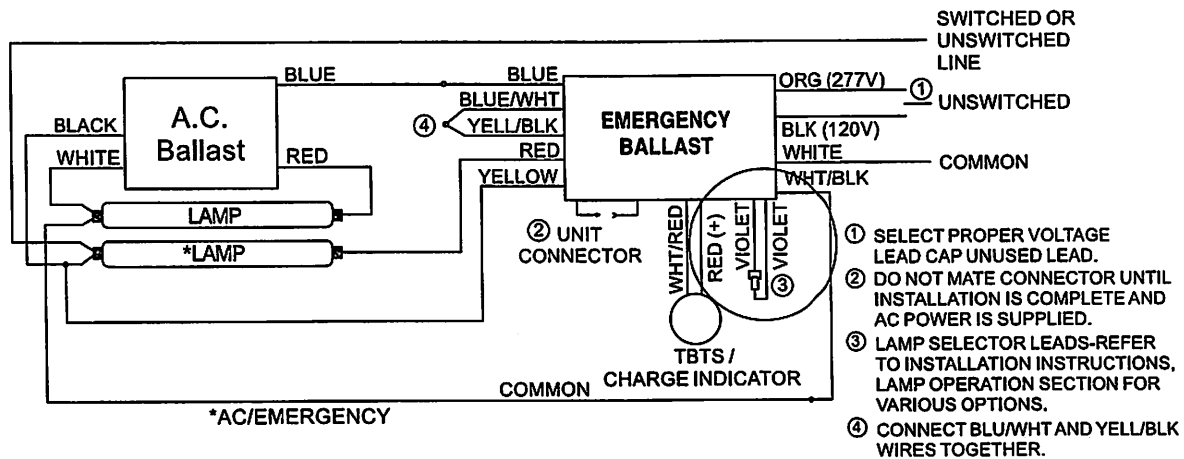 SWITCHED OR
UNSWITCHED
LINE
BLUE
BLUE
ORG (277V)
①
UNSWITCHED
BLUE/WHT
④
YELL/BLK
BLACK
A.C.
Ballast
EMERGENCY
BALLAST
BLK (120V)
WHITE
RED
RED
WHITE
COMMON
YELLOW
WHT/BLK
LAMP
*LAMP
② UNIT
CONNECTOR
WHT/RED
RED (+)
VIOLET
VIOLET
③
TBTS /
CHARGE INDICATOR
COMMON
*AC/EMERGENCY
① SELECT PROPER VOLTAGE
LEAD CAP UNUSED LEAD.
② DO NOT MATE CONNECTOR UNTIL
INSTALLATION IS COMPLETE AND
AC POWER IS SUPPLIED.
③ LAMP SELECTOR LEADS-REFER
TO INSTALLATION INSTRUCTIONS,
LAMP OPERATION SECTION FOR
VARIOUS OPTIONS.
④ CONNECT BLU/WHT AND YELL/BLK
WIRES TOGETHER.